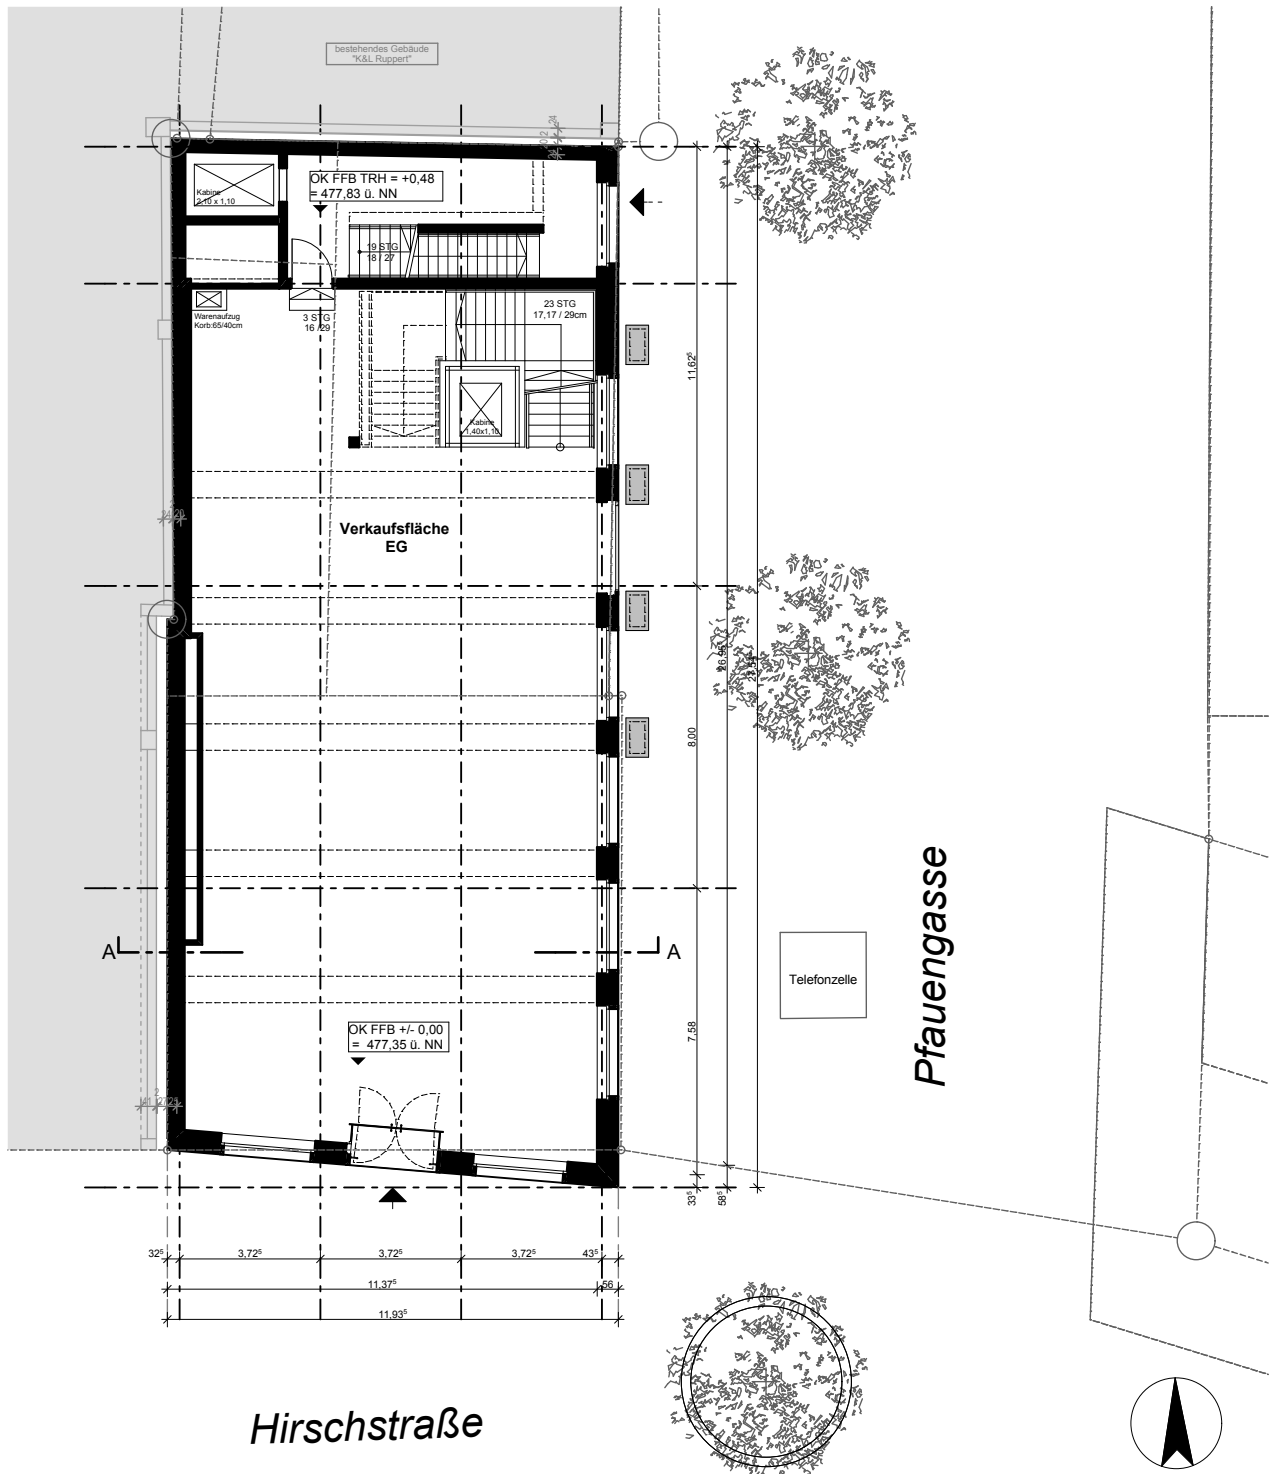 bestehendes Gebäude
"K&L Ruppert"
OK FFB TRH = +0,48
= 477,83 ü. NN
Kabine
2,10 x 1,10
19 STG
18 / 27
Warenaufzug
Korb:65/40cm
3 STG
16 /29
23 STG
17,17 / 29cm
Kabine
1,40x1,10
11,62⁵
Verkaufsfläche
EG
8,00
A
A
Telefonzelle
Pfauengasse
OK FFB +/- 0,00
= 477,35 ü. NN
7,58
33⁵
58⁵
32⁵
3,72⁵
3,72⁵
3,72⁵
43⁵
11,37⁵
56
11,93⁵
Hirschstraße